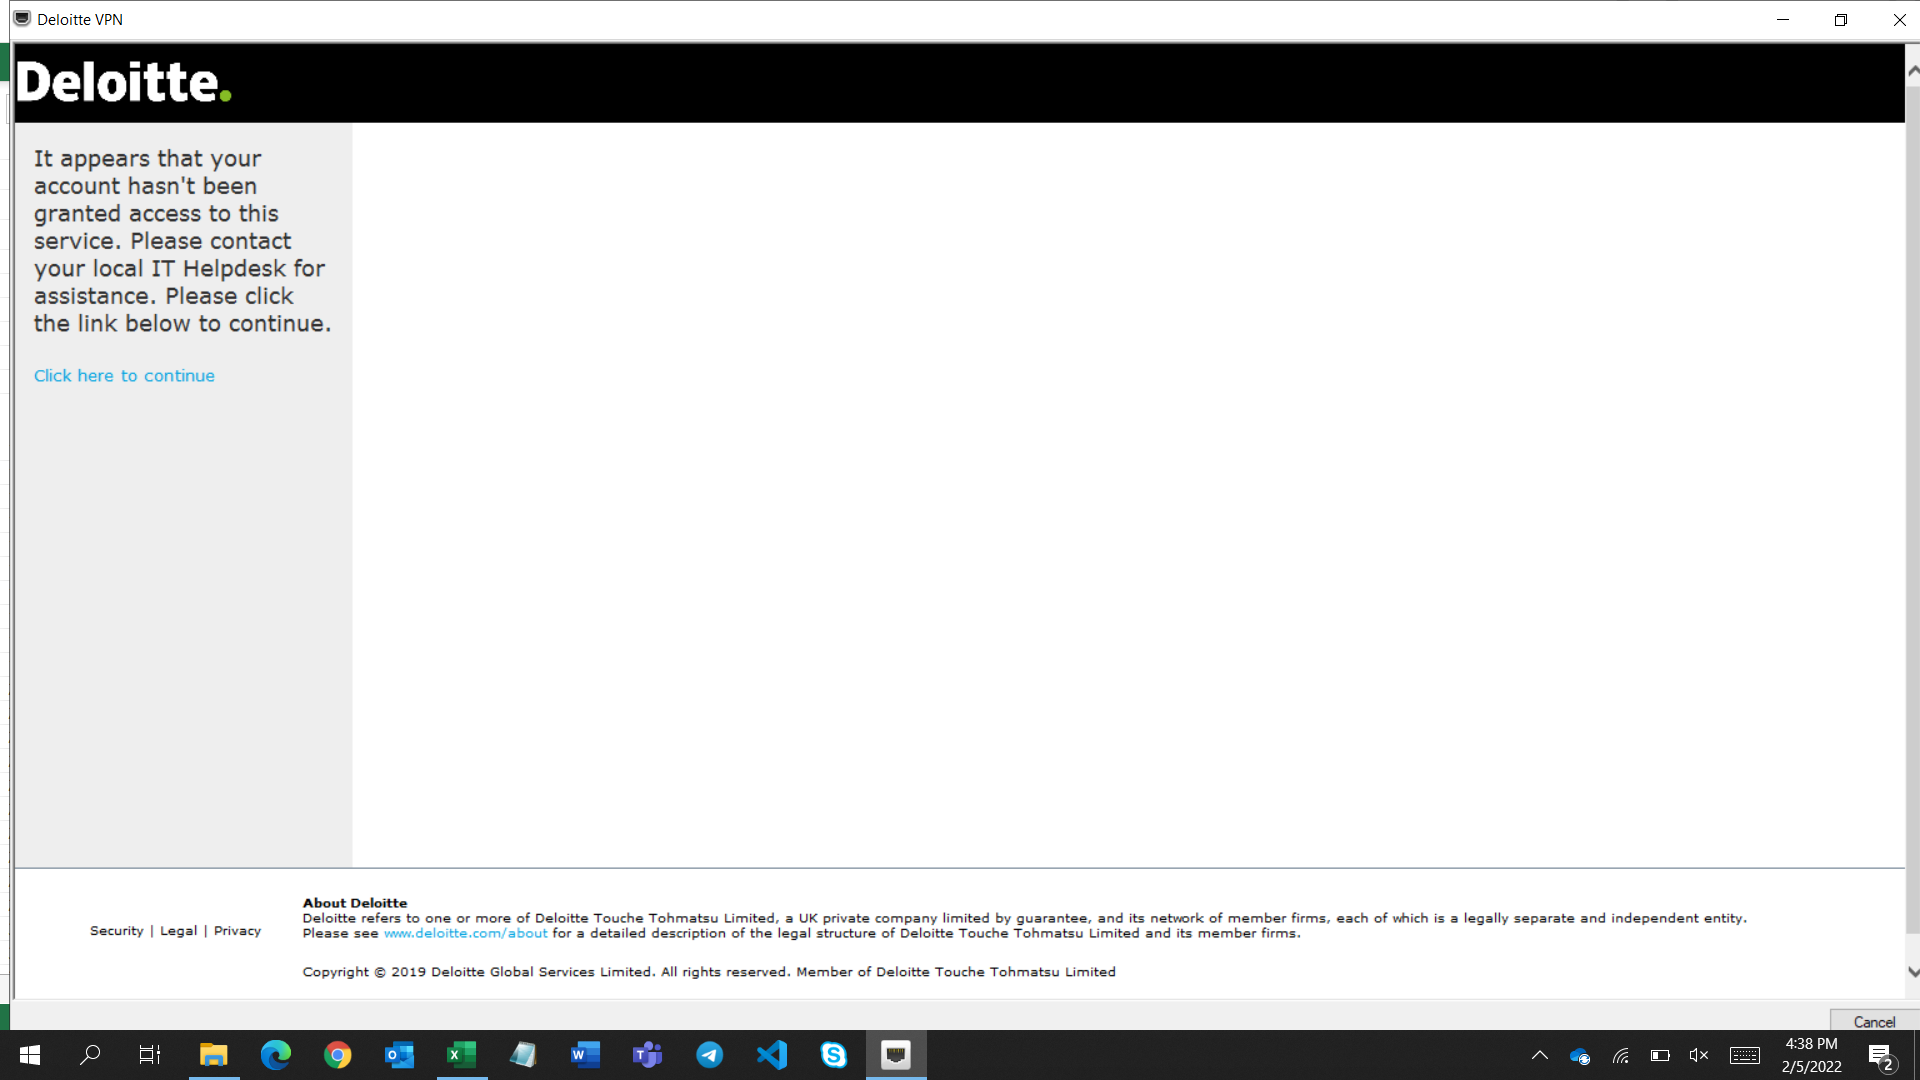 Deloitte VPN
Deloitte.
It appears that your
account hasn't been
granted access to this
service. Please contact
your local IT Helpdesk for
assistance. Please click
the link below to continue.
Click here to continue
Security | Legal | Privacy
About Deloitte
Deloitte refers to one or more of Deloitte Touche Tohmatsu Limited, a UK private company limited by guarantee, and its network of member firms, each of which is a legally separate and independent entity.
Please see www.deloitte.com/about for a detailed description of the legal structure of Deloitte Touche Tohmatsu Limited and its member firms.
Copyright © 2019 Deloitte Global Services Limited. All rights reserved. Member of Deloitte Touche Tohmatsu Limited
Cancel
4:38 PM
2/5/2022
2